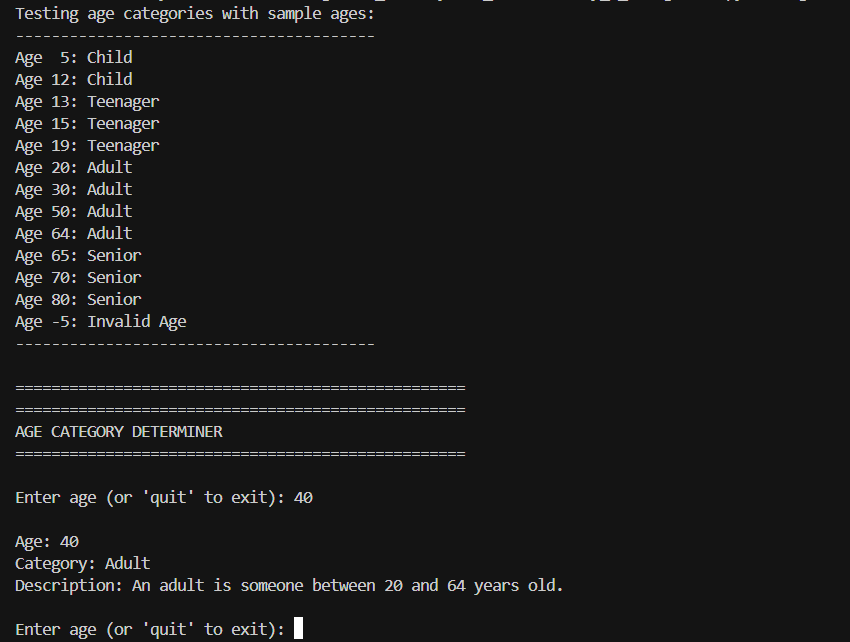 Testing age categories with sample ages:
----------------------------------------
Age  5: Child
Age 12: Child
Age 13: Teenager
Age 15: Teenager
Age 19: Teenager
Age 20: Adult
Age 30: Adult
Age 50: Adult
Age 64: Adult
Age 65: Senior
Age 70: Senior
Age 80: Senior
Age -5: Invalid Age
----------------------------------------
==================================================
==================================================
AGE CATEGORY DETERMINER
==================================================
Enter age (or 'quit' to exit): 40
Age: 40
Category: Adult
Description: An adult is someone between 20 and 64 years old.
Enter age (or 'quit' to exit):